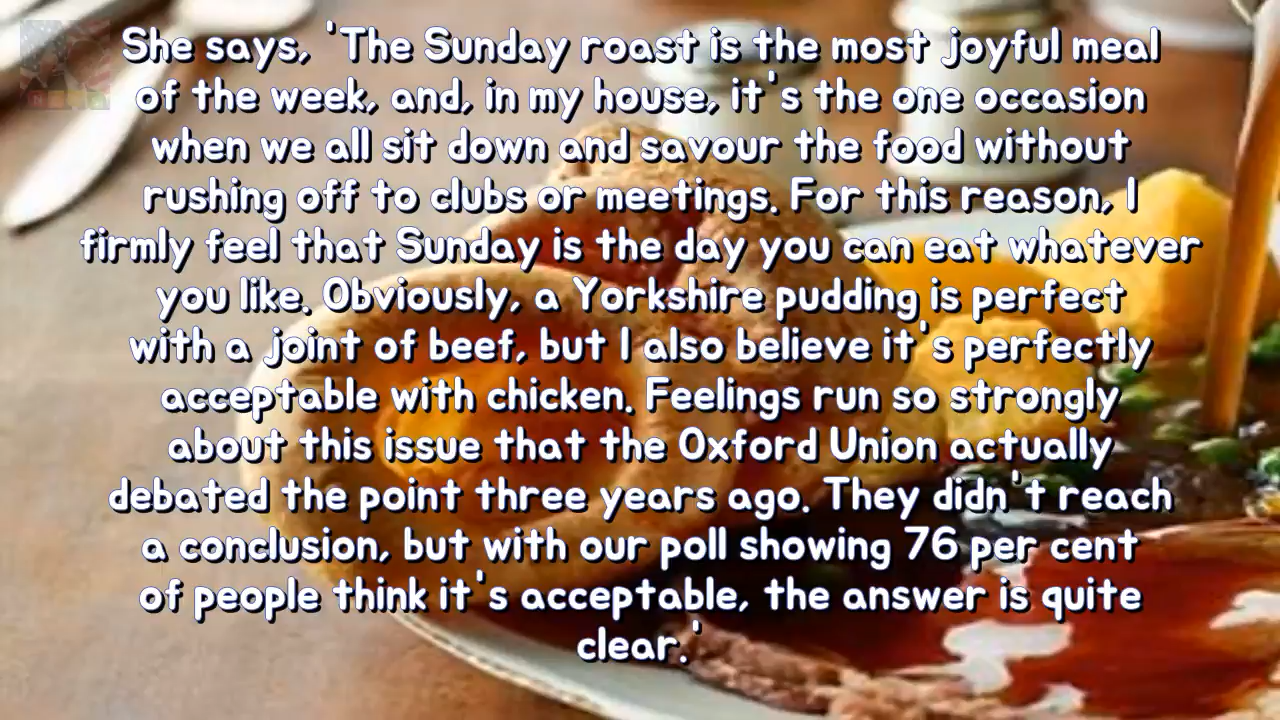 She says, 'The Sunday roast is the most joyful meal
of the week, and, in my house, it's the one occasion
when we all sit down and savour the food without
rushing off to clubs or meetings. For this reason, I
firmly feel that Sunday is the day you can eat whatever
you like. Obviously, a Yorkshire pudding is perfect
with a joint of beef, but I also believe it's perfectly
acceptable with chicken. Feelings run so strongly
about this issue that the Oxford Union actually
debated the point three years ago. They didn't reach
a conclusion, but with our poll showing 76 per cent
of people think it's acceptable, the answer is quite
clear.'